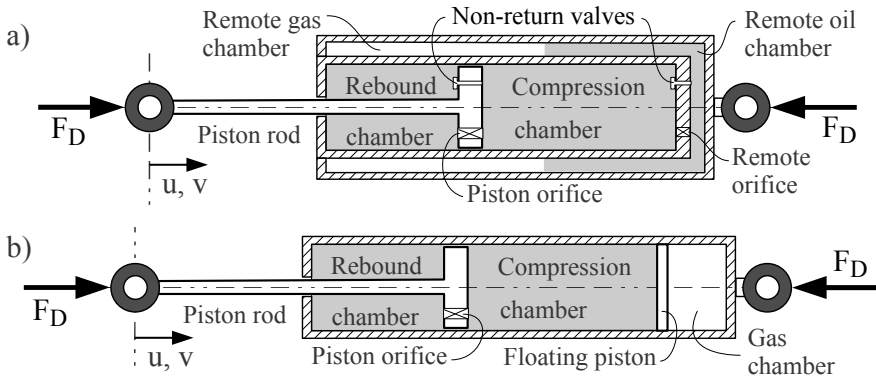 a)
Remote gas
chamber
Non-return valves
Remote oil
chamber
Rebound
chamber
Compression
chamber
F_D
F_D
Piston rod
u, v
Piston orifice
Remote
orifice
b)
Rebound
chamber
Compression
chamber
F_D
F_D
Piston rod
u, v
Piston orifice
Floating piston
Gas
chamber